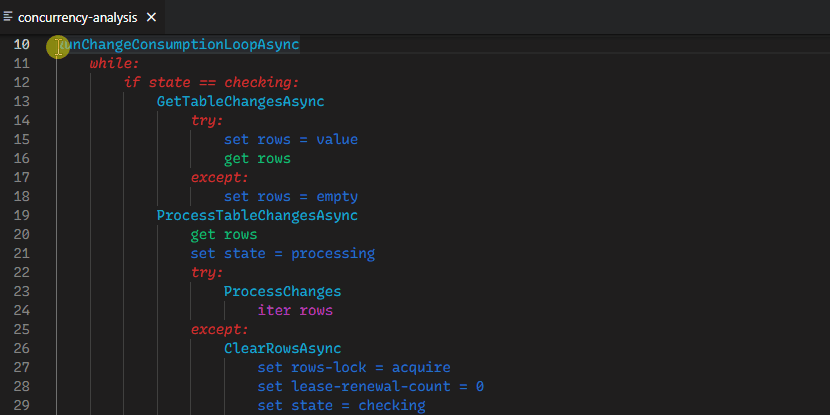 concurrency-analysis
10 unChangeConsumptionLoopAsync
11 while:
12 if state == checking:
13 GetTableChangesAsync
14 try:
15 set rows = value
16 get rows
17 except:
18 set rows = empty
19 ProcessTableChangesAsync
20 get rows
21 set state = processing
22 try:
23 ProcessChanges
24 iter rows
25 except:
26 ClearRowsAsync
27 set rows-lock = acquire
28 set lease-renewal-count = 0
29 set state = checking